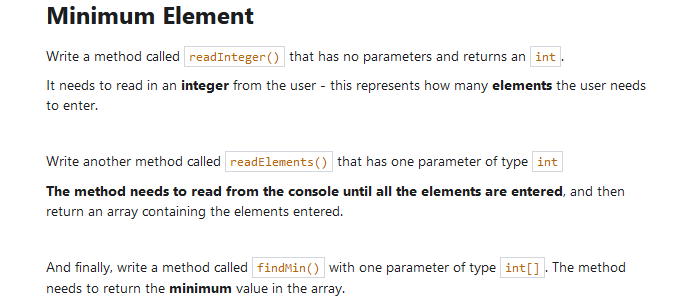 Minimum Element
Write a method called readInteger() that has no parameters and returns an int.
It needs to read in an integer from the user - this represents how many elements the user needs
to enter.
Write another method called readElements() that has one parameter of type int
The method needs to read from the console until all the elements are entered, and then
return an array containing the elements entered.
And finally, write a method called findMin() with one parameter of type int[]. The method
needs to return the minimum value in the array.